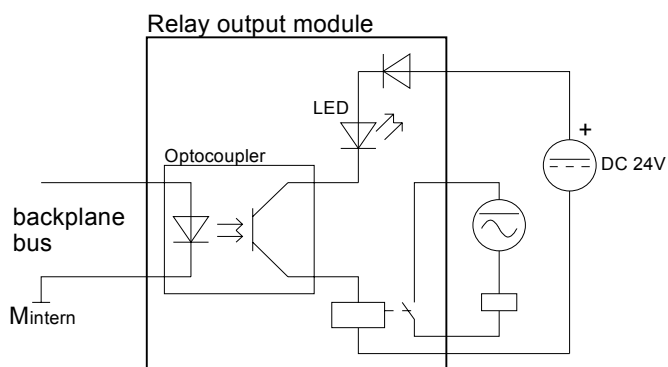 Relay output module
LED
Optocoupler
+
DC 24V
backplane
bus
Mintern